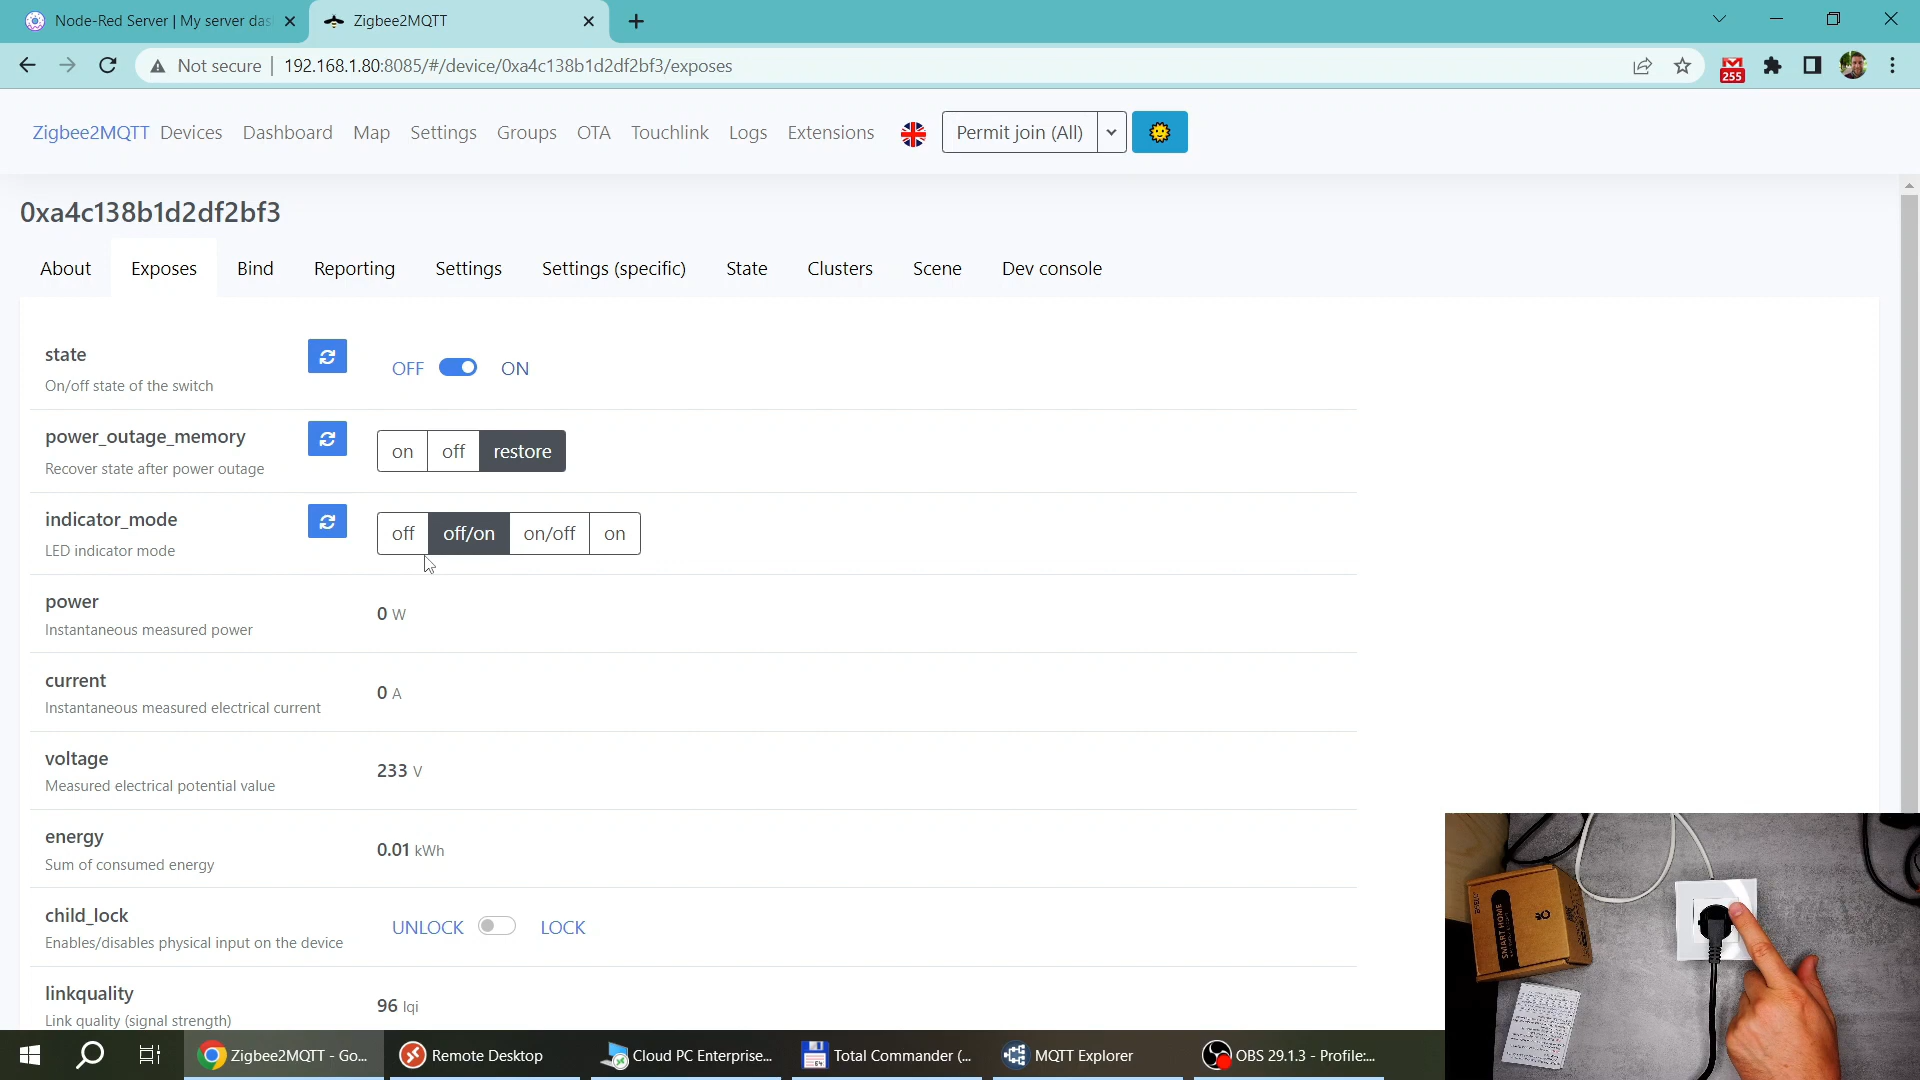 Node-Red Server | My server das
Zigbee2MQTT
Not secure
192.168.1.80:8085/#/device/0xa4c138b1d2df2bf3/exposes
255
Zigbee2MQTT Devices Dashboard Map Settings Groups OTA Touchlink Logs Extensions Permit join (All)
0xa4c138b1d2df2bf3
About Exposes Bind Reporting Settings Settings (specific) State Clusters Scene Dev console
state
On/off state of the switch
OFF ON
power_outage_memory
Recover state after power outage
on off restore
indicator_mode
LED indicator mode
off off/on on/off on
power
Instantaneous measured power
0 W
current
Instantaneous measured electrical current
0 A
voltage
Measured electrical potential value
233 V
energy
Sum of consumed energy
0.01 kWh
child_lock
Enables/disables physical input on the device
UNLOCK LOCK
linkquality
Link quality (signal strength)
96 lqi
SMART HOME
Zigbee2MQTT - Go...
Remote Desktop
Cloud PC Enterprise...
64
Total Commander (...
MQTT Explorer
OBS 29.1.3 - Profile:...